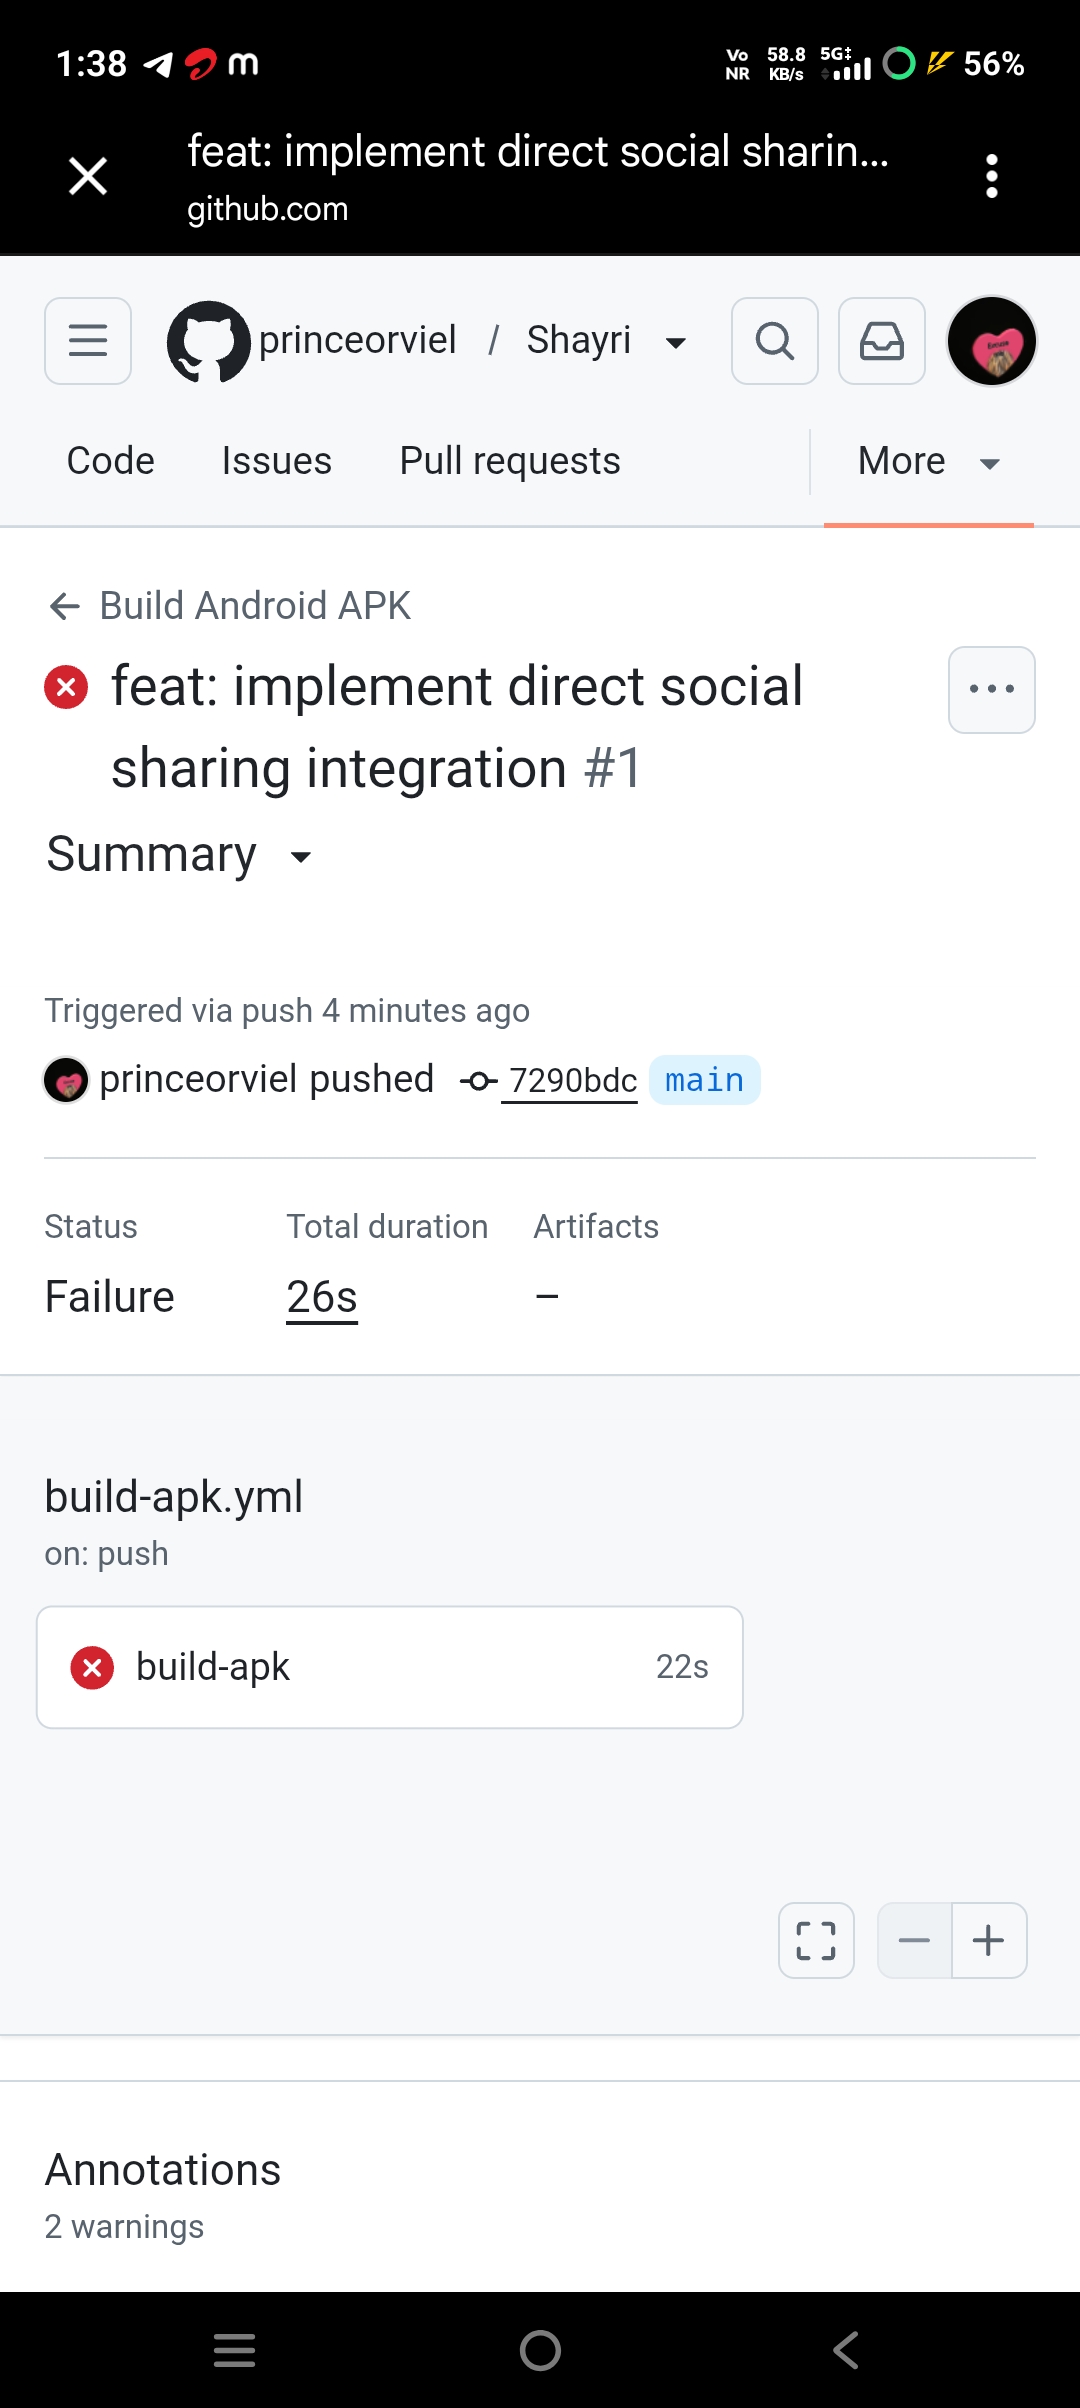 1:38 m Vo NR 58.8 KB/s 5G 56%
feat: implement direct social sharin...
github.com
princeorviel / Shayri
Code Issues Pull requests More
Build Android APK
feat: implement direct social
sharing integration #1
Summary
Triggered via push 4 minutes ago
princeorviel pushed 7290bdc main
Status Total duration Artifacts
Failure 26s –
build-apk.yml
on: push
build-apk 22s
Annotations
2 warnings